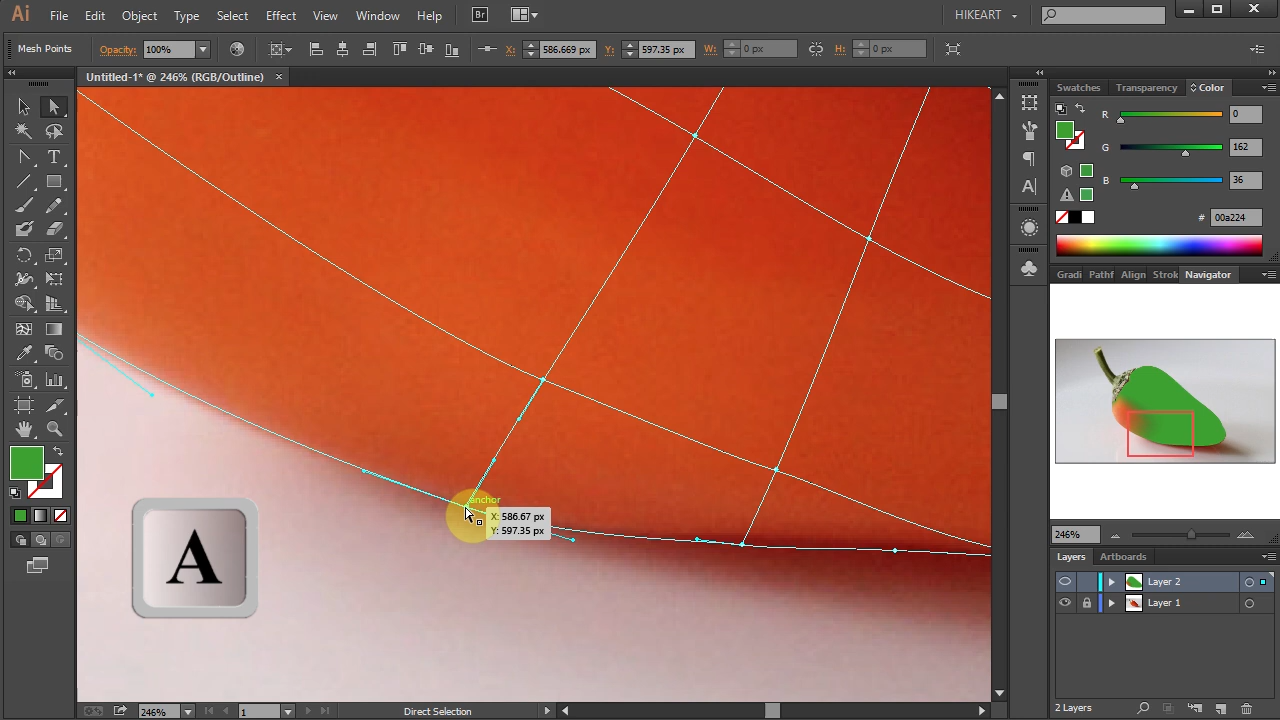 Ai File Edit Object Type Select Effect View Window Help Br HIKEART
Mesh Points Opacity: 100% X: 586.669 px Y: 597.35 px W: 0 px H: 0 px
Untitled-1* @ 246% (RGB/Outline) ×
Swatches Transparency Color
R 0
G 162
B 36
# 00a224
Gradi Pathf Align Strok Navigator
anchor
X: 586.67 px
Y: 597.35 px
A
246%
Layers Artboards
Layer 2
Layer 1
2 Layers
246% 1 Direct Selection